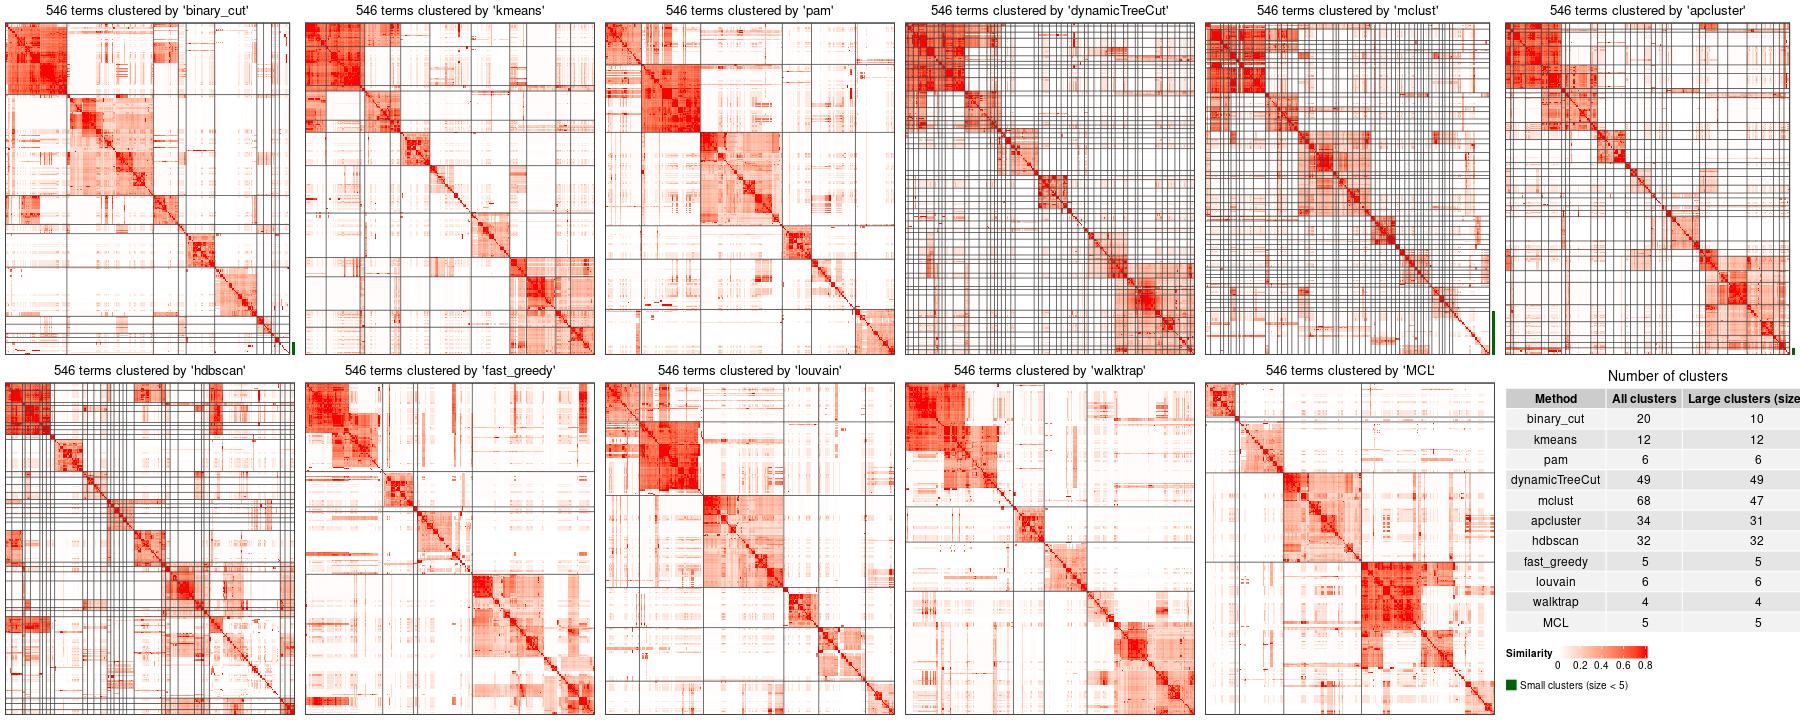 546 terms clustered by 'binary_cut'
546 terms clustered by 'kmeans'
546 terms clustered by 'pam'
546 terms clustered by 'dynamicTreeCut'
546 terms clustered by 'mclust'
546 terms clustered by 'apcluster'
546 terms clustered by 'hdbscan'
546 terms clustered by 'fast_greedy'
546 terms clustered by 'louvain'
546 terms clustered by 'walktrap'
546 terms clustered by 'MCL'
Number of clusters
Method All clusters Large clusters (size
binary_cut 20 10
kmeans 12 12
pam 6 6
dynamicTreeCut 49 49
mclust 68 47
apcluster 34 31
hdbscan 32 32
fast_greedy 5 5
louvain 6 6
walktrap 4 4
MCL 5 5
Similarity
0 0.2 0.4 0.6 0.8
Small clusters (size < 5)